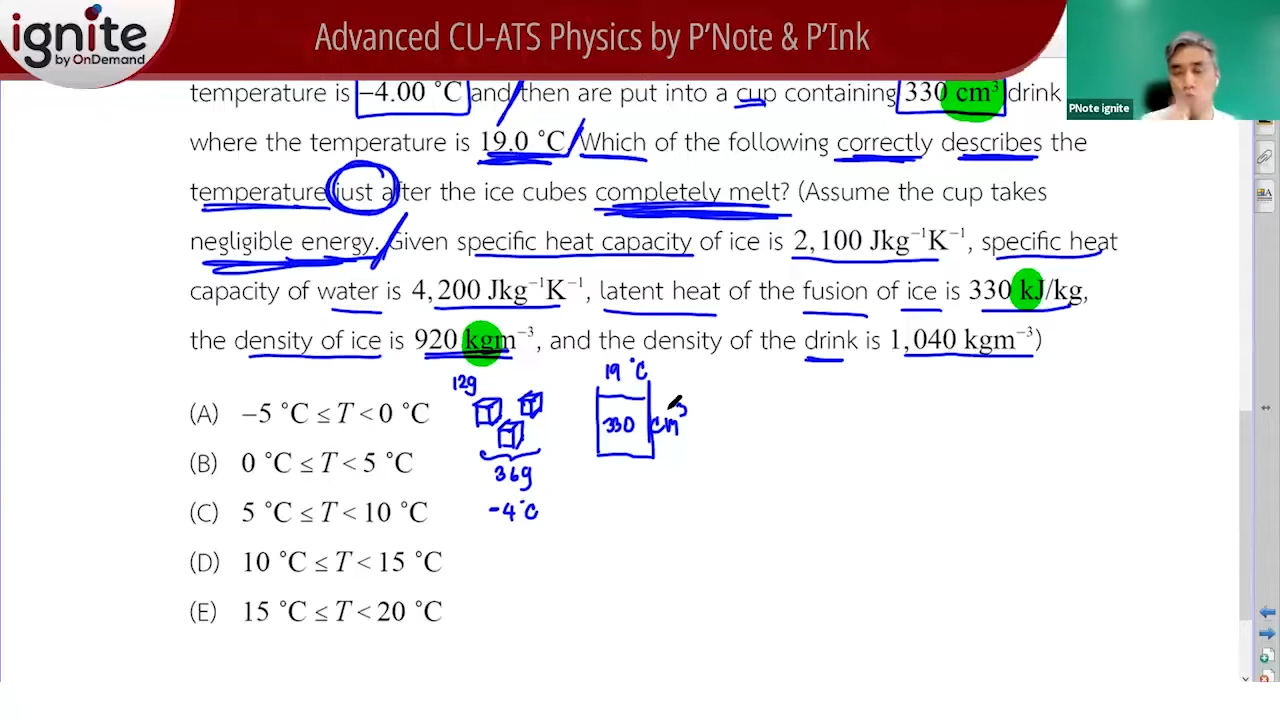 ignite
by OnDemand
Advanced CU-ATS Physics by P'Note & P'Ink
PNote ignite
temperature is −4.00 °C and then are put into a cup containing 330 cm³ drink
where the temperature is 19.0 °C. Which of the following correctly describes the
temperature just after the ice cubes completely melt? (Assume the cup takes
negligible energy. Given specific heat capacity of ice is 2,100 Jkg⁻¹K⁻¹, specific heat
capacity of water is 4,200 Jkg⁻¹K⁻¹, latent heat of the fusion of ice is 330 kJ/kg,
the density of ice is 920 kgm⁻³, and the density of the drink is 1,040 kgm⁻³)
19 °C
12g
330 cm³
36g
-4°C
(A) −5 °C ≤ T < 0 °C
(B) 0 °C ≤ T < 5 °C
(C) 5 °C ≤ T < 10 °C
(D) 10 °C ≤ T < 15 °C
(E) 15 °C ≤ T < 20 °C